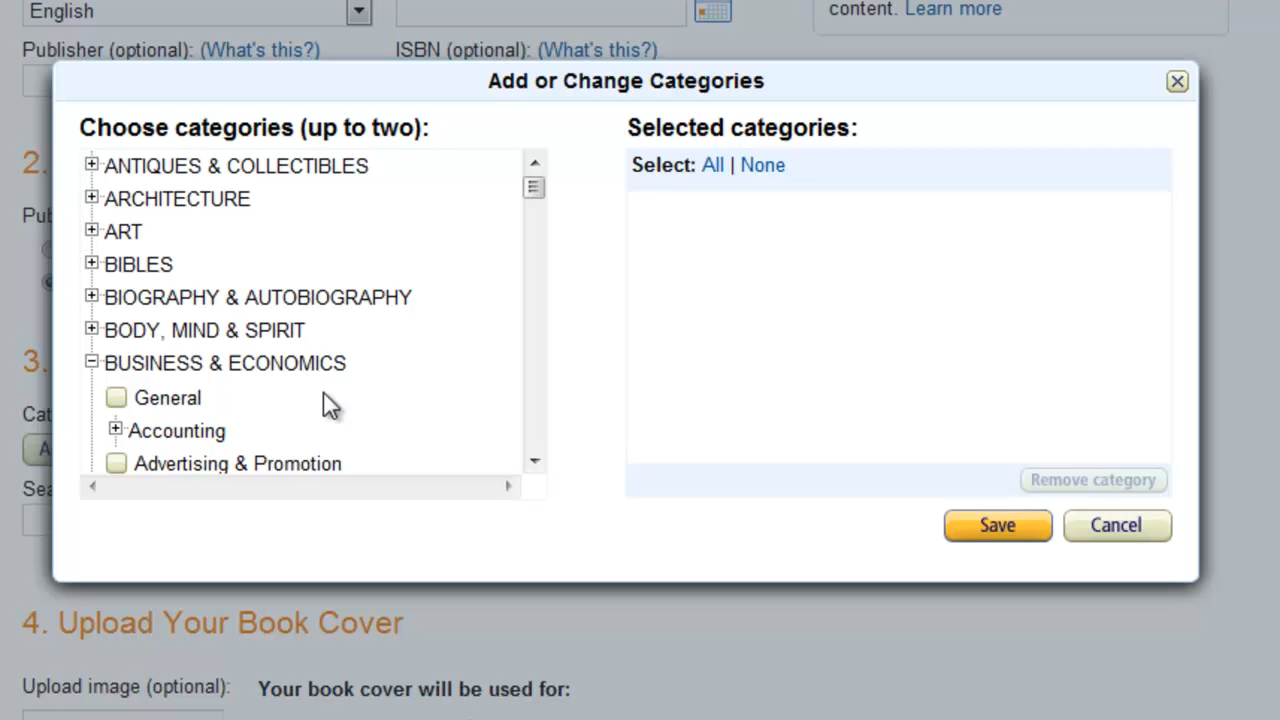 English
content. Learn more
Publisher (optional): (What's this?) ISBN (optional): (What's this?)
Add or Change Categories
Choose categories (up to two):
Selected categories:
ANTIQUES & COLLECTIBLES
Select: All | None
ARCHITECTURE
ART
BIBLES
BIOGRAPHY & AUTOBIOGRAPHY
BODY, MIND & SPIRIT
BUSINESS & ECONOMICS
General
Accounting
Advertising & Promotion
Remove category
Save
Cancel
2.
3.
4. Upload Your Book Cover
Upload image (optional):
Your book cover will be used for: